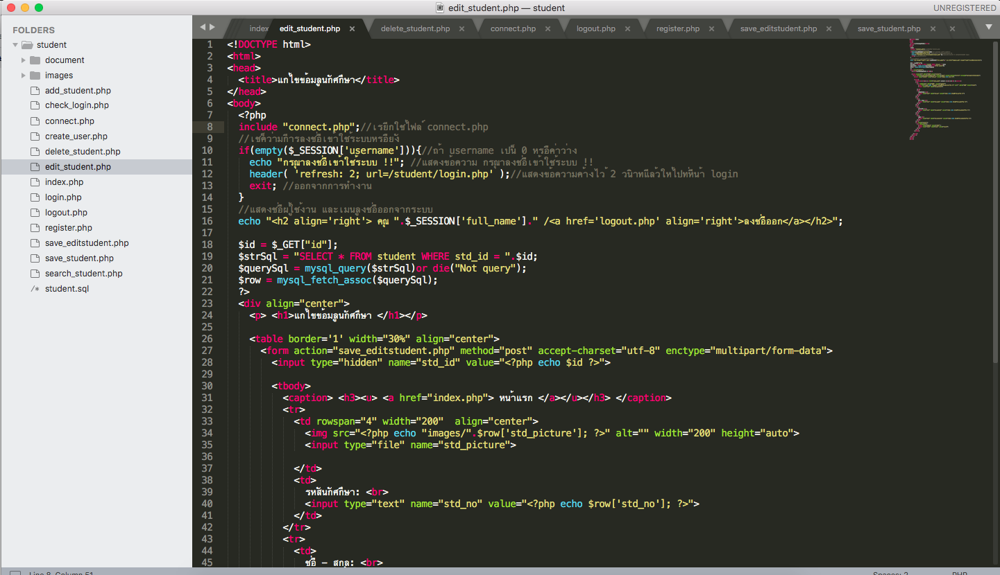 edit_student.php — student
UNREGISTERED
FOLDERS
student
document
images
add_student.php
check_login.php
connect.php
create_user.php
delete_student.php
edit_student.php
index.php
login.php
logout.php
register.php
save_editstudent.php
save_student.php
search_student.php
/* student.sql
index edit_student.php × delete_student.php × connect.php × logout.php × register.php × save_editstudent.php × save_student.php × ×
1 <!DOCTYPE html>
2 <html>
3 <head>
4 <title>แก้ไขข้อมูลนักศึกษา</title>
5 </head>
6 <body>
7 <?php
8 include "connect.php";//เรียกใช้ไฟล์ connect.php
9 //เช็คว่ามีการลงชื่อเข้าใช้ระบบหรือยัง
10 if(empty($_SESSION['username'])){//ถ้า username เป็น 0 หรือค่าว่าง
11 echo "กรุณาลงชื่อเข้าใช้ระบบ !!"; //แสดงข้อความ กรุณาลงชื่อเข้าใช้ระบบ !!
12 header( 'refresh: 2; url=/student/login.php' );//แสดงข้อความค้างไว้ 2 วินาทีแล้วให้ไปที่หน้า login
13 exit; //ออกจากการทำงาน
14 }
15 //แสดงชื่อผู้ใช้งาน และเมนูลงชื่อออกจากระบบ
16 echo "<h2 align='right'> คุณ ".$_SESSION['full_name']." /<a href='logout.php' align='right'>ลงชื่อออก</a></h2>";
17
18 $id = $_GET["id"];
19 $strSql = "SELECT * FROM student WHERE std_id = ".$id;
20 $querySql = mysql_query($strSql)or die("Not query");
21 $row = mysql_fetch_assoc($querySql);
22 ?>
23 <div align="center">
24 <p> <h1>แก้ไขข้อมูลนักศึกษา </h1></p>
25
26 <table border='1' width="30%" align="center">
27 <form action="save_editstudent.php" method="post" accept-charset="utf-8" enctype="multipart/form-data">
28 <input type="hidden" name="std_id" value="<?php echo $id ?>">
29
30 <tbody>
31 <caption> <h3><u> <a href="index.php"> หน้าแรก </a></u></h3> </caption>
32 <tr>
33 <td rowspan="4" width="200" align="center">
34 <img src="<?php echo "images/".$row['std_picture']; ?>" alt="" width="200" height="auto">
35 <input type="file" name="std_picture">
36
37 </td>
38 <td>
39 รหัสนักศึกษา: <br>
40 <input type="text" name="std_no" value="<?php echo $row['std_no']; ?>">
41 </td>
42 </tr>
43 <tr>
44 <td>
45 ชื่อ - สกุล: <br>
Line 8, Column 51
Spaces: 2
PHP